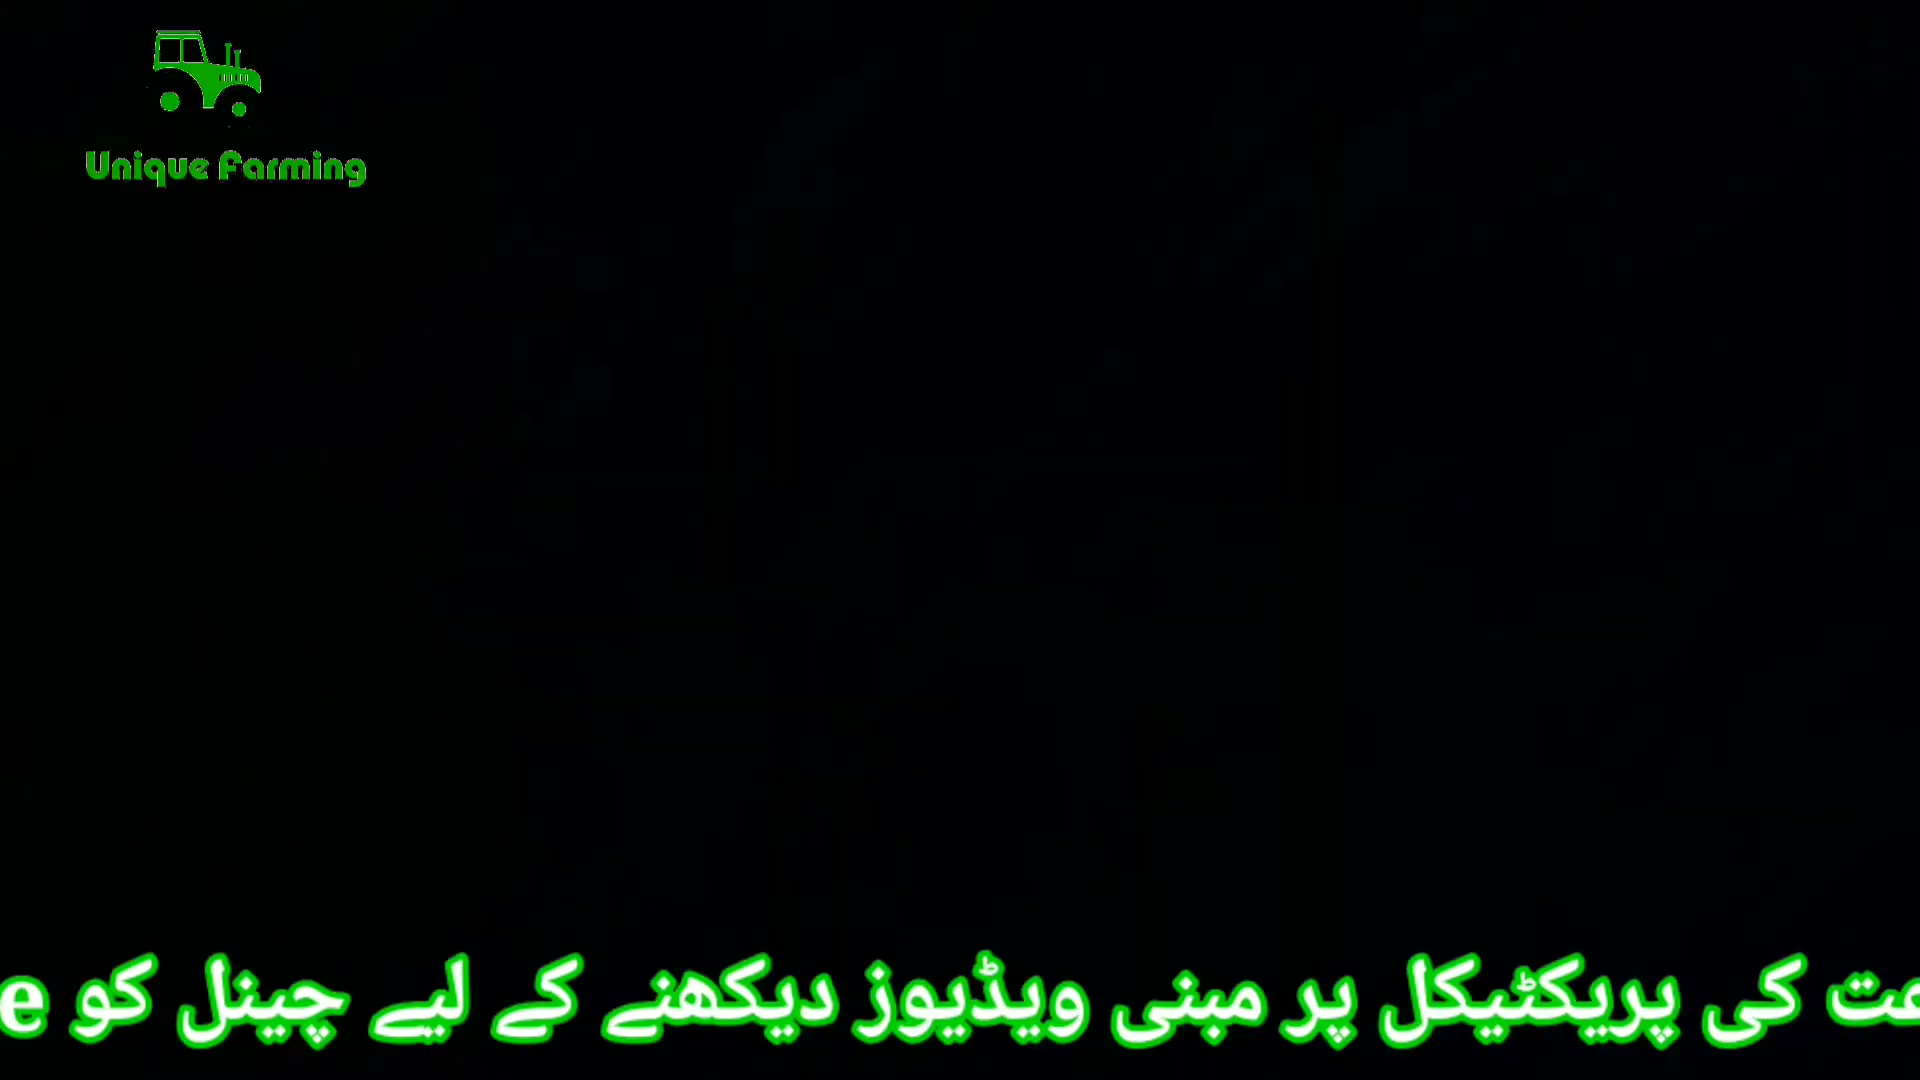 Unique Farming
کی پریکٹیکل پر مبنی ویڈیوز دیکھنے کے لیے چینل کو